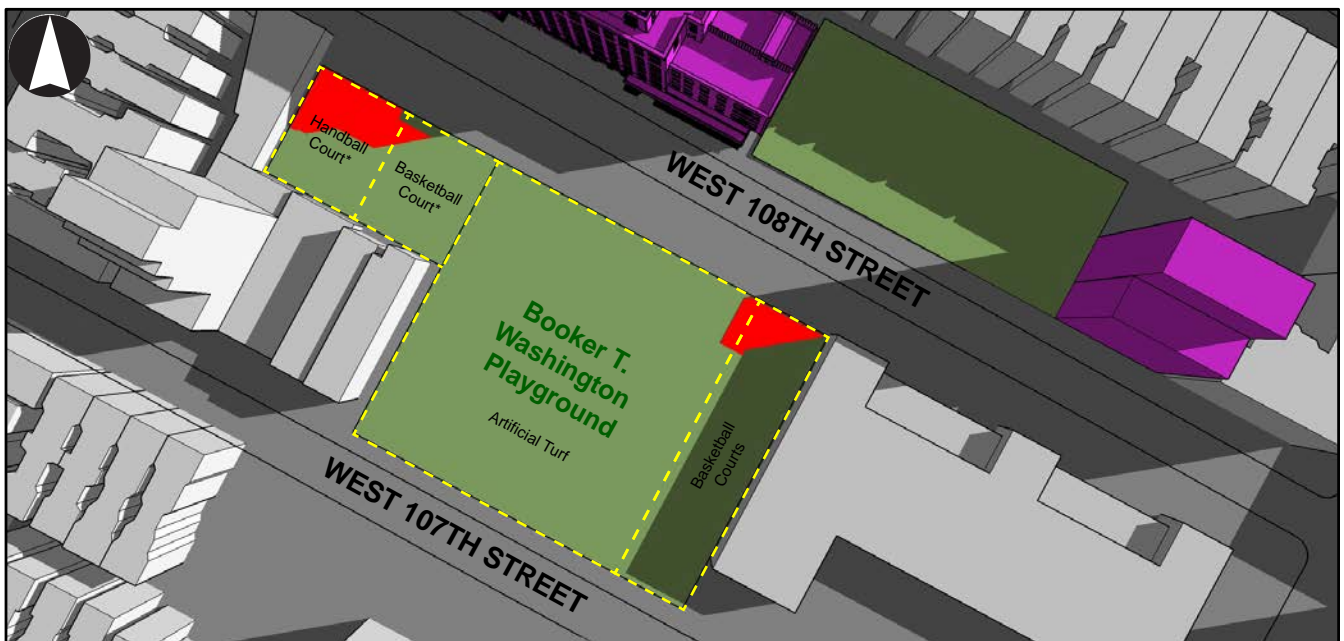 Handball
Court*
Basketball
Court*
WEST 108TH STREET
Booker T.
Washington
Playground
Artificial Turf
Basketball
Courts
WEST 107TH STREET